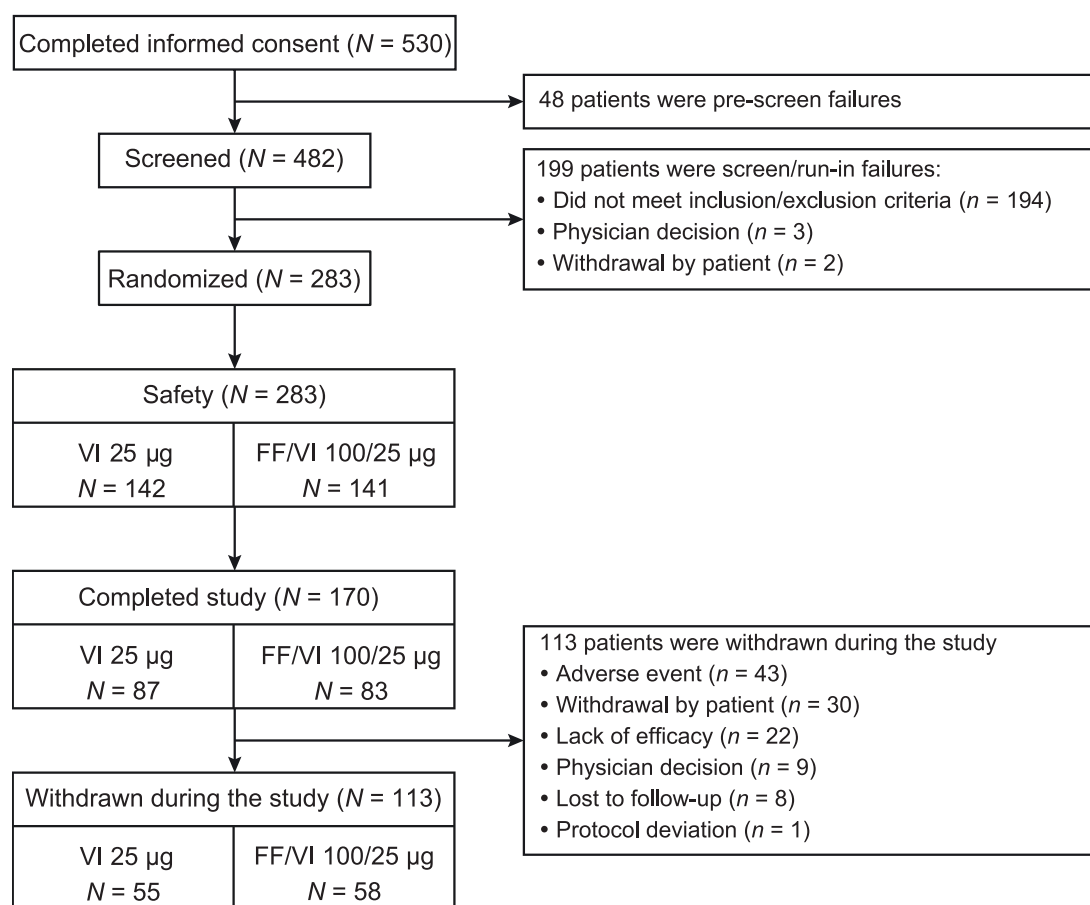 Completed informed consent (N = 530)
48 patients were pre-screen failures
Screened (N = 482)
199 patients were screen/run-in failures:
• Did not meet inclusion/exclusion criteria (n = 194)
• Physician decision (n = 3)
• Withdrawal by patient (n = 2)
Randomized (N = 283)
Safety (N = 283)
VI 25 µg
N = 142
FF/VI 100/25 µg
N = 141
Completed study (N = 170)
VI 25 µg
N = 87
FF/VI 100/25 µg
N = 83
113 patients were withdrawn during the study
• Adverse event (n = 43)
• Withdrawal by patient (n = 30)
• Lack of efficacy (n = 22)
• Physician decision (n = 9)
• Lost to follow-up (n = 8)
• Protocol deviation (n = 1)
Withdrawn during the study (N = 113)
VI 25 µg
N = 55
FF/VI 100/25 µg
N = 58